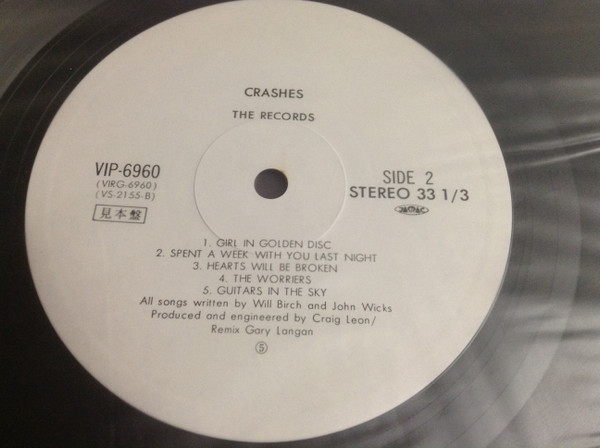 CRASHES
THE RECORDS
VIP-6960
(VIRG-6960)
(VS-2155-B)
見本盤
SIDE 2
STEREO 33 1/3
1. GIRL IN GOLDEN DISC
2. SPENT A WEEK WITH YOU LAST NIGHT
3. HEARTS WILL BE BROKEN
4. THE WORRIERS
5. GUITARS IN THE SKY
All songs written by Will Birch and John Wicks
Produced and engineered by Craig Leon/
Remix Gary Langan
⑤